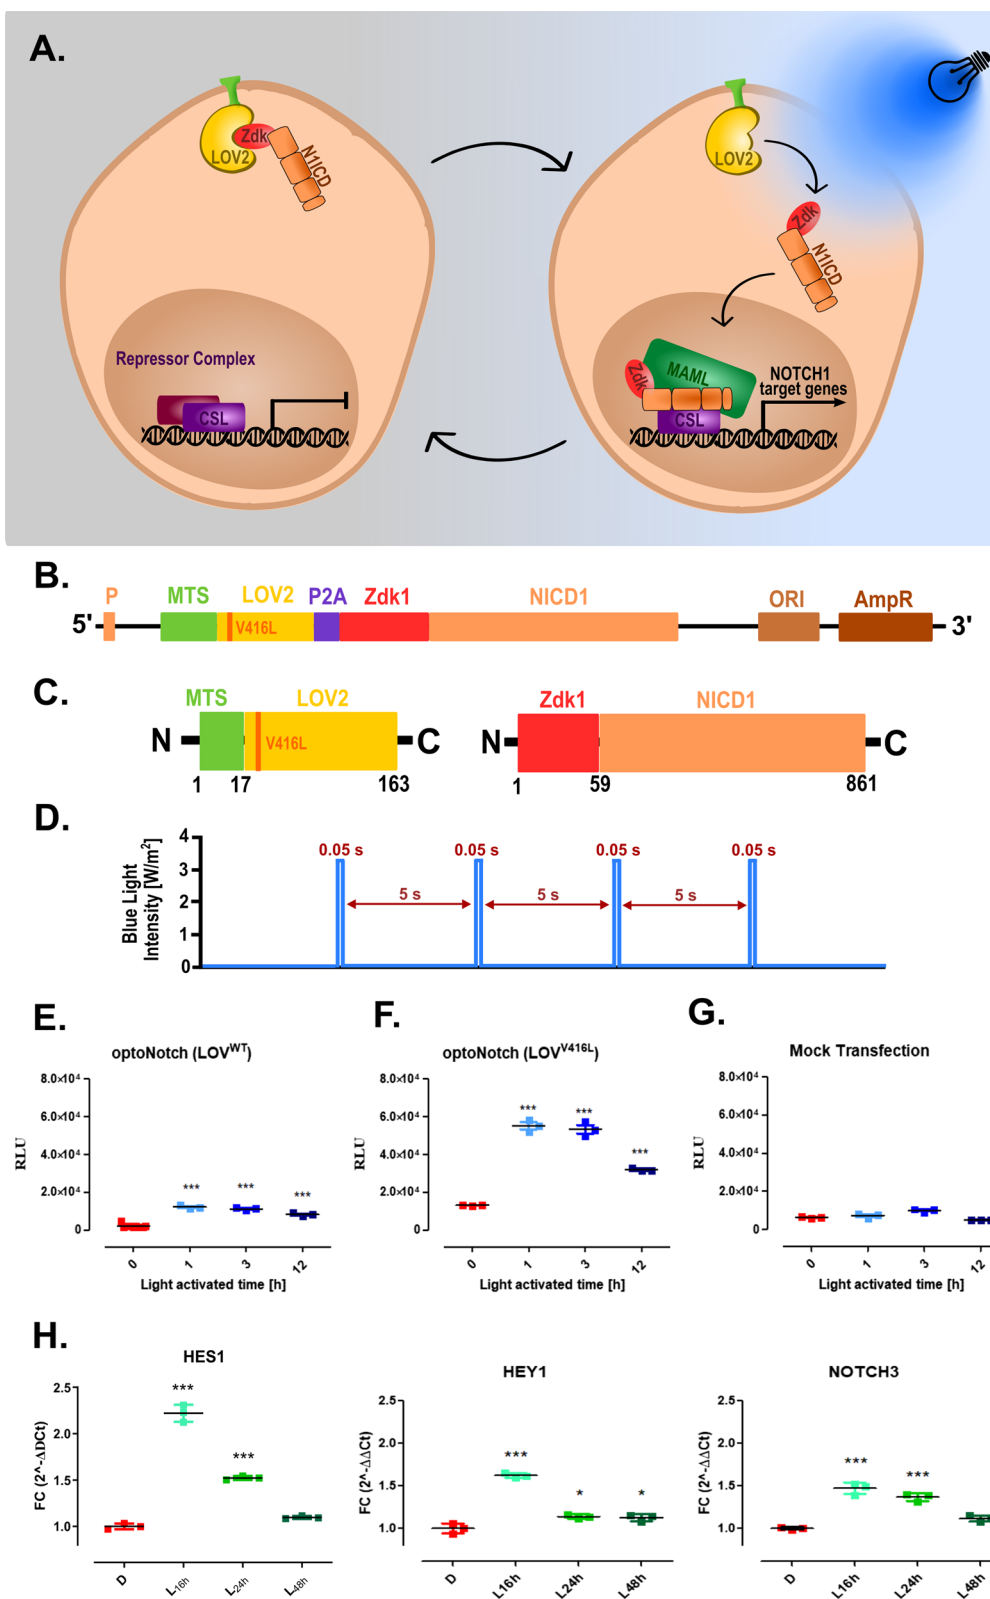 A.
Zdk
LOV2
N1ICD
Repressor Complex
CSL
LOV2
Zdk
N1ICD
Zdk
MAML
CSL
NOTCH1
target genes
B.
P MTS LOV2 P2A Zdk1 NICD1 ORI AmpR
5' V416L 3'
C.
MTS LOV2 Zdk1 NICD1
N V416L C N C
1 17 163 1 59 861
D.
Blue Light
Intensity [W/m²]
4
3
2
1
0
0.05 s 0.05 s 0.05 s 0.05 s
5 s 5 s 5 s
E.
optoNotch (LOVᵂᵀ)
RLU
8.0×10⁴
6.0×10⁴
4.0×10⁴
2.0×10⁴
0
*** *** ***
0 1 3 12
Light activated time [h]
F.
optoNotch (LOV^V416L)
RLU
8.0×10⁴
6.0×10⁴
4.0×10⁴
2.0×10⁴
0
*** *** ***
0 1 3 12
Light activated time [h]
G.
Mock Transfection
RLU
8.0×10⁴
6.0×10⁴
4.0×10⁴
2.0×10⁴
0
0 1 3 12
Light activated time [h]
H.
HES1
FC (2^-ΔDCt)
2.5
2.0
1.5
1.0
*** ***
D L16h L24h L48h
HEY1
FC (2^-ΔΔCt)
2.5
2.0
1.5
1.0
*** * *
D L16h L24h L48h
NOTCH3
FC (2^-ΔΔCt)
2.5
2.0
1.5
1.0
*** ***
D L16h L24h L48h